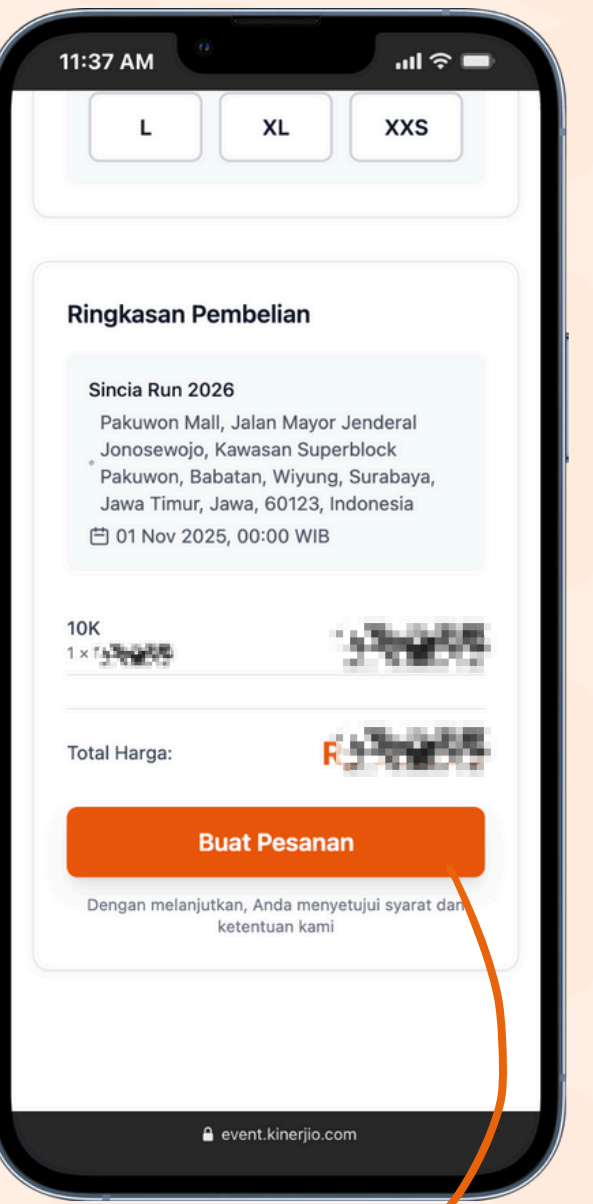 11:37 AM
L XL XXS
Ringkasan Pembelian
Sincia Run 2026
Pakuwon Mall, Jalan Mayor Jenderal
Jonosewojo, Kawasan Superblock
Pakuwon, Babatan, Wiyung, Surabaya,
Jawa Timur, Jawa, 60123, Indonesia
01 Nov 2025, 00:00 WIB
10K
1 ×
Total Harga:
Buat Pesanan
Dengan melanjutkan, Anda menyetujui syarat dan
ketentuan kami
event.kinerjio.com